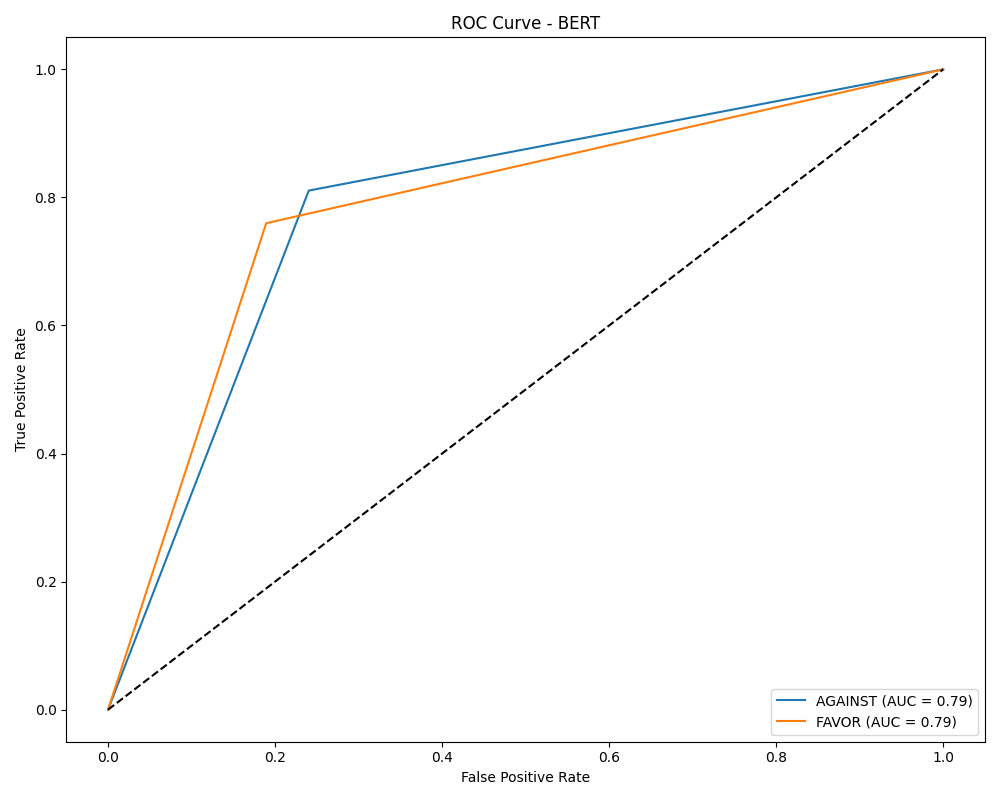 ROC Curve - BERT
True Positive Rate
1.0
0.8
0.6
0.4
0.2
0.0
0.0 0.2 0.4 0.6 0.8 1.0
False Positive Rate
AGAINST (AUC = 0.79)
FAVOR (AUC = 0.79)